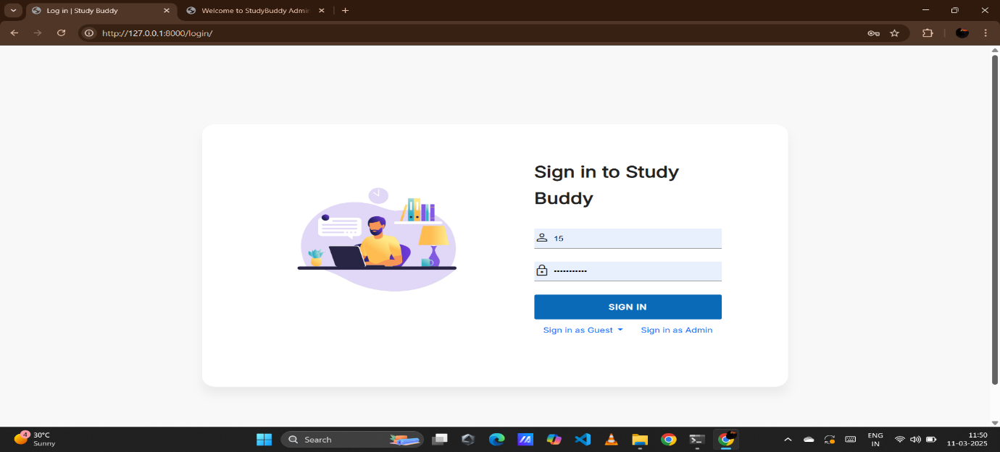 Log in | Study Buddy
Welcome to StudyBuddy Admin
http://127.0.0.1:8000/login/
Sign in to Study
Buddy
15
•••••••••••
SIGN IN
Sign in as Guest
Sign in as Admin
4
30°C
Sunny
Search
ENG
IN
11:50
11-03-2025